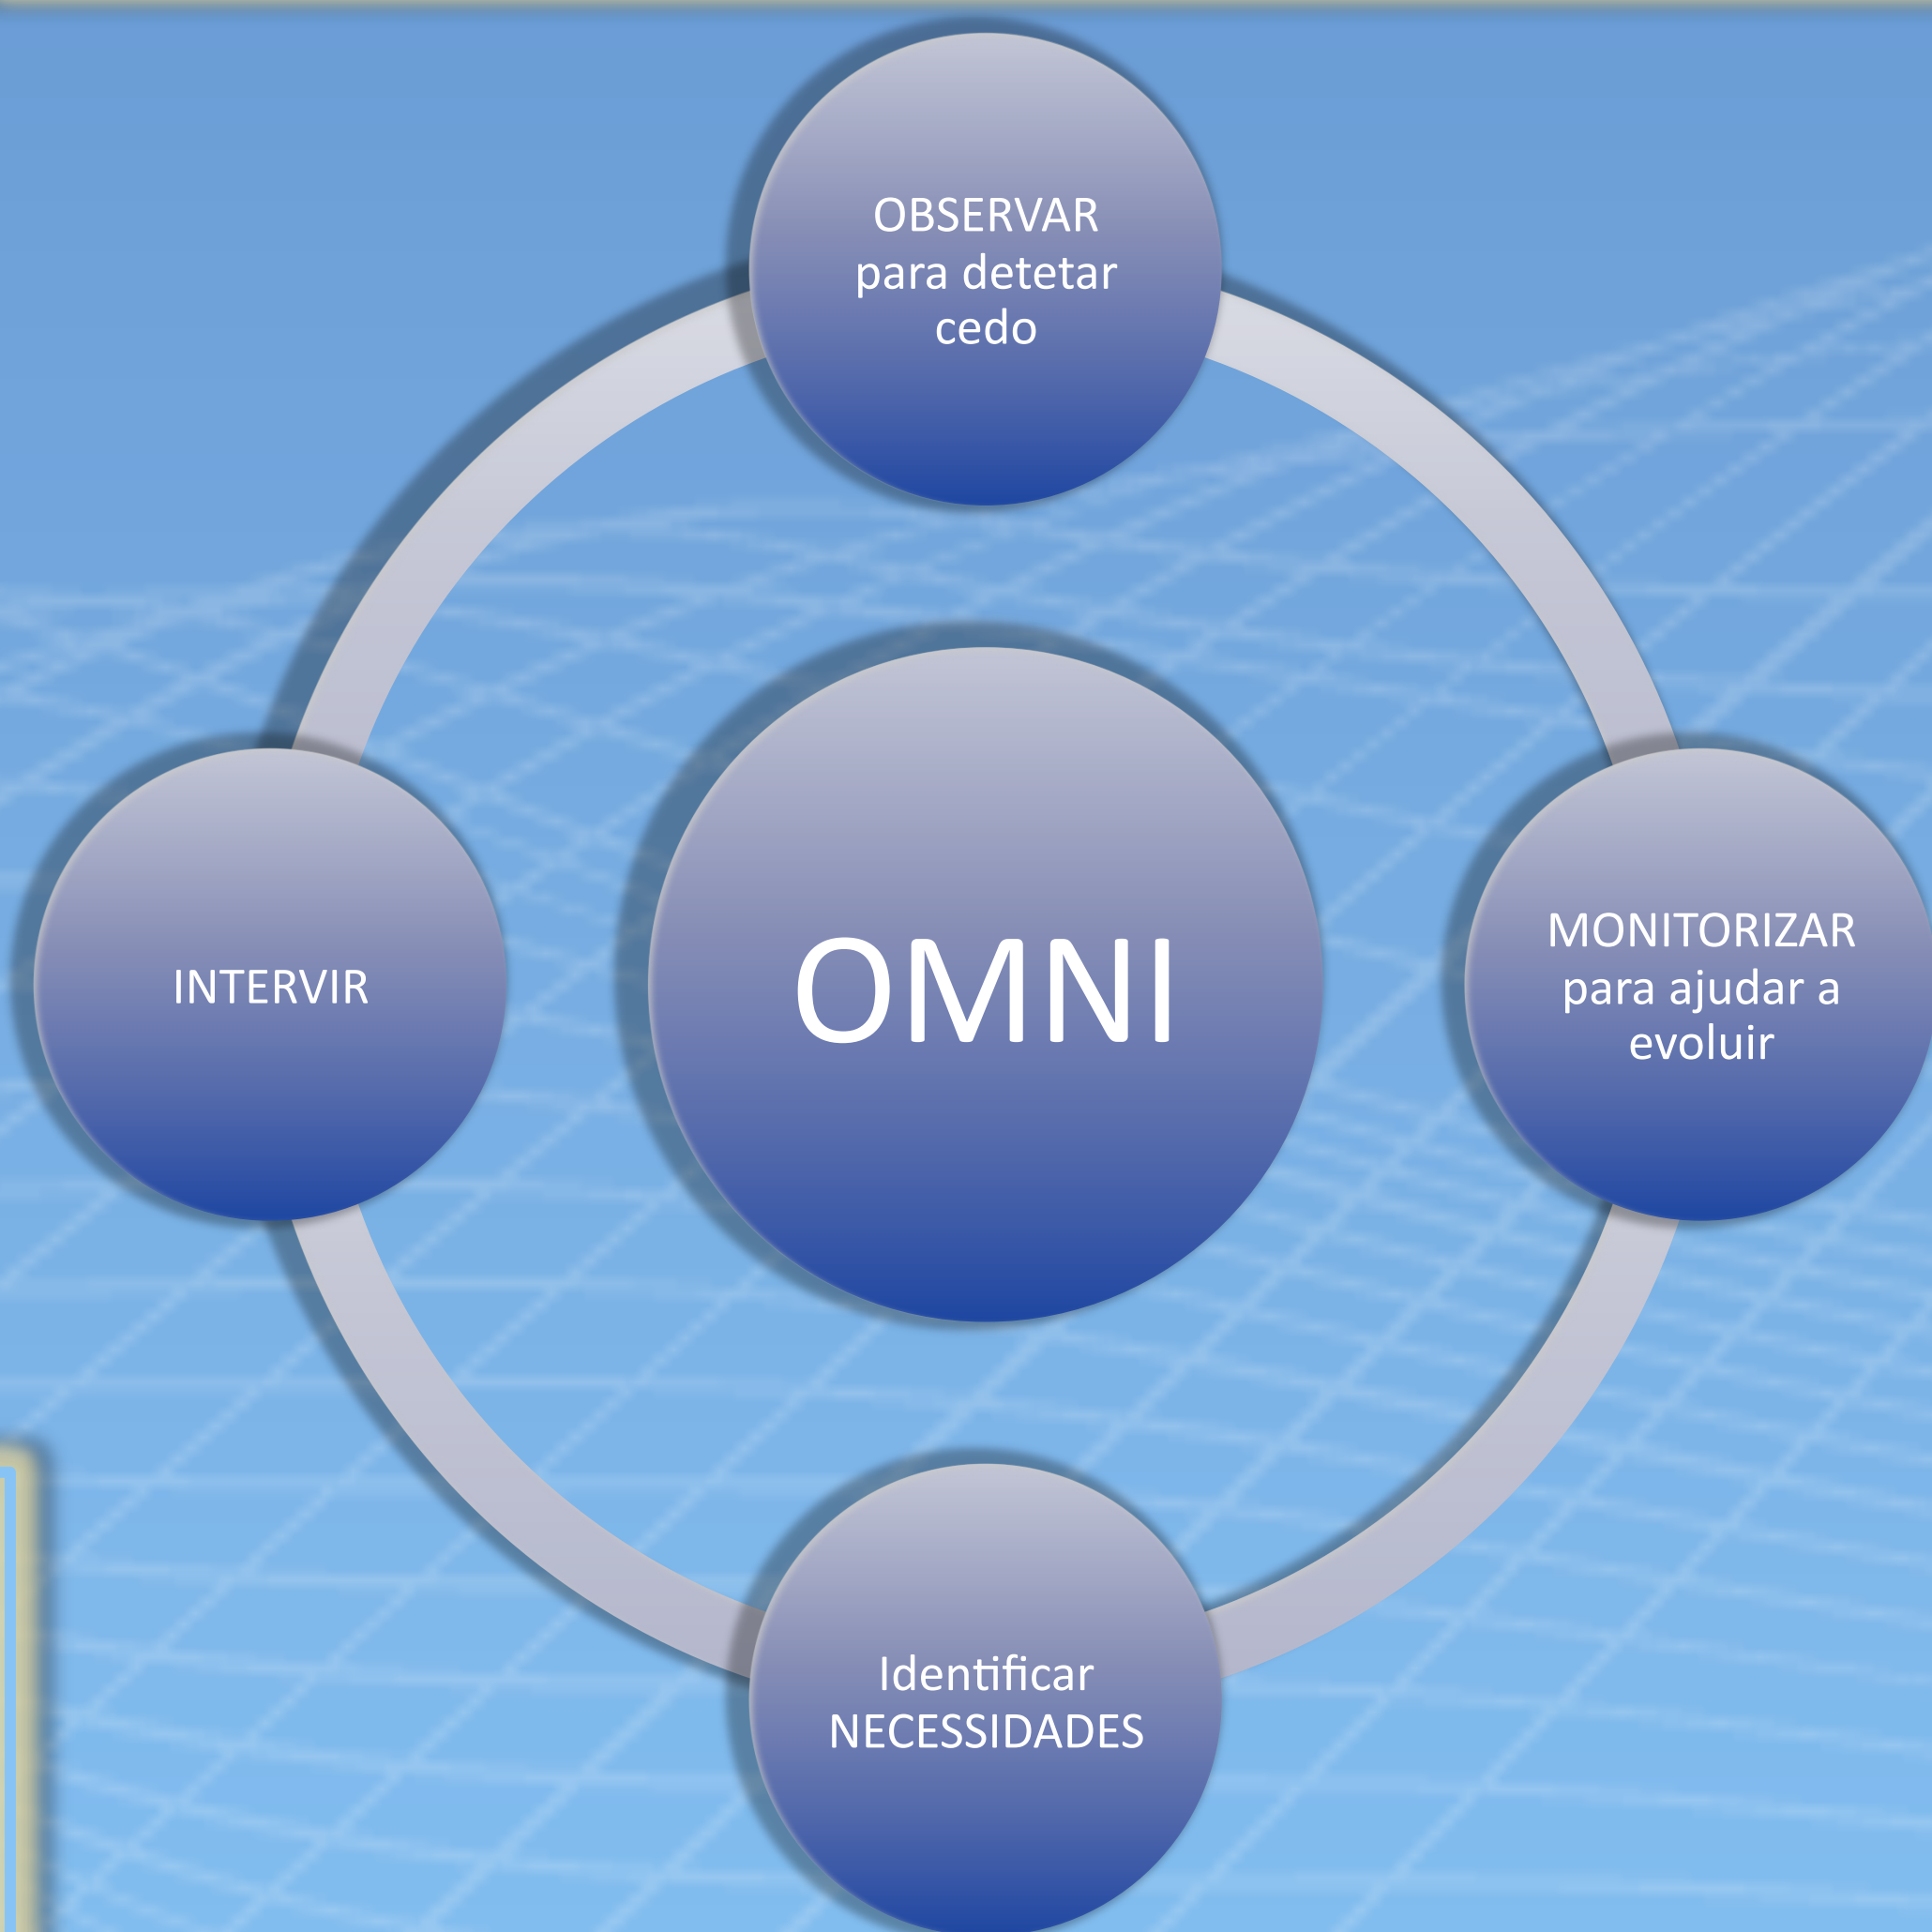 OBSERVAR
para detetar
cedo
OMNI
INTERVIR
MONITORIZAR
para ajudar a
evoluir
Identificar
NECESSIDADES